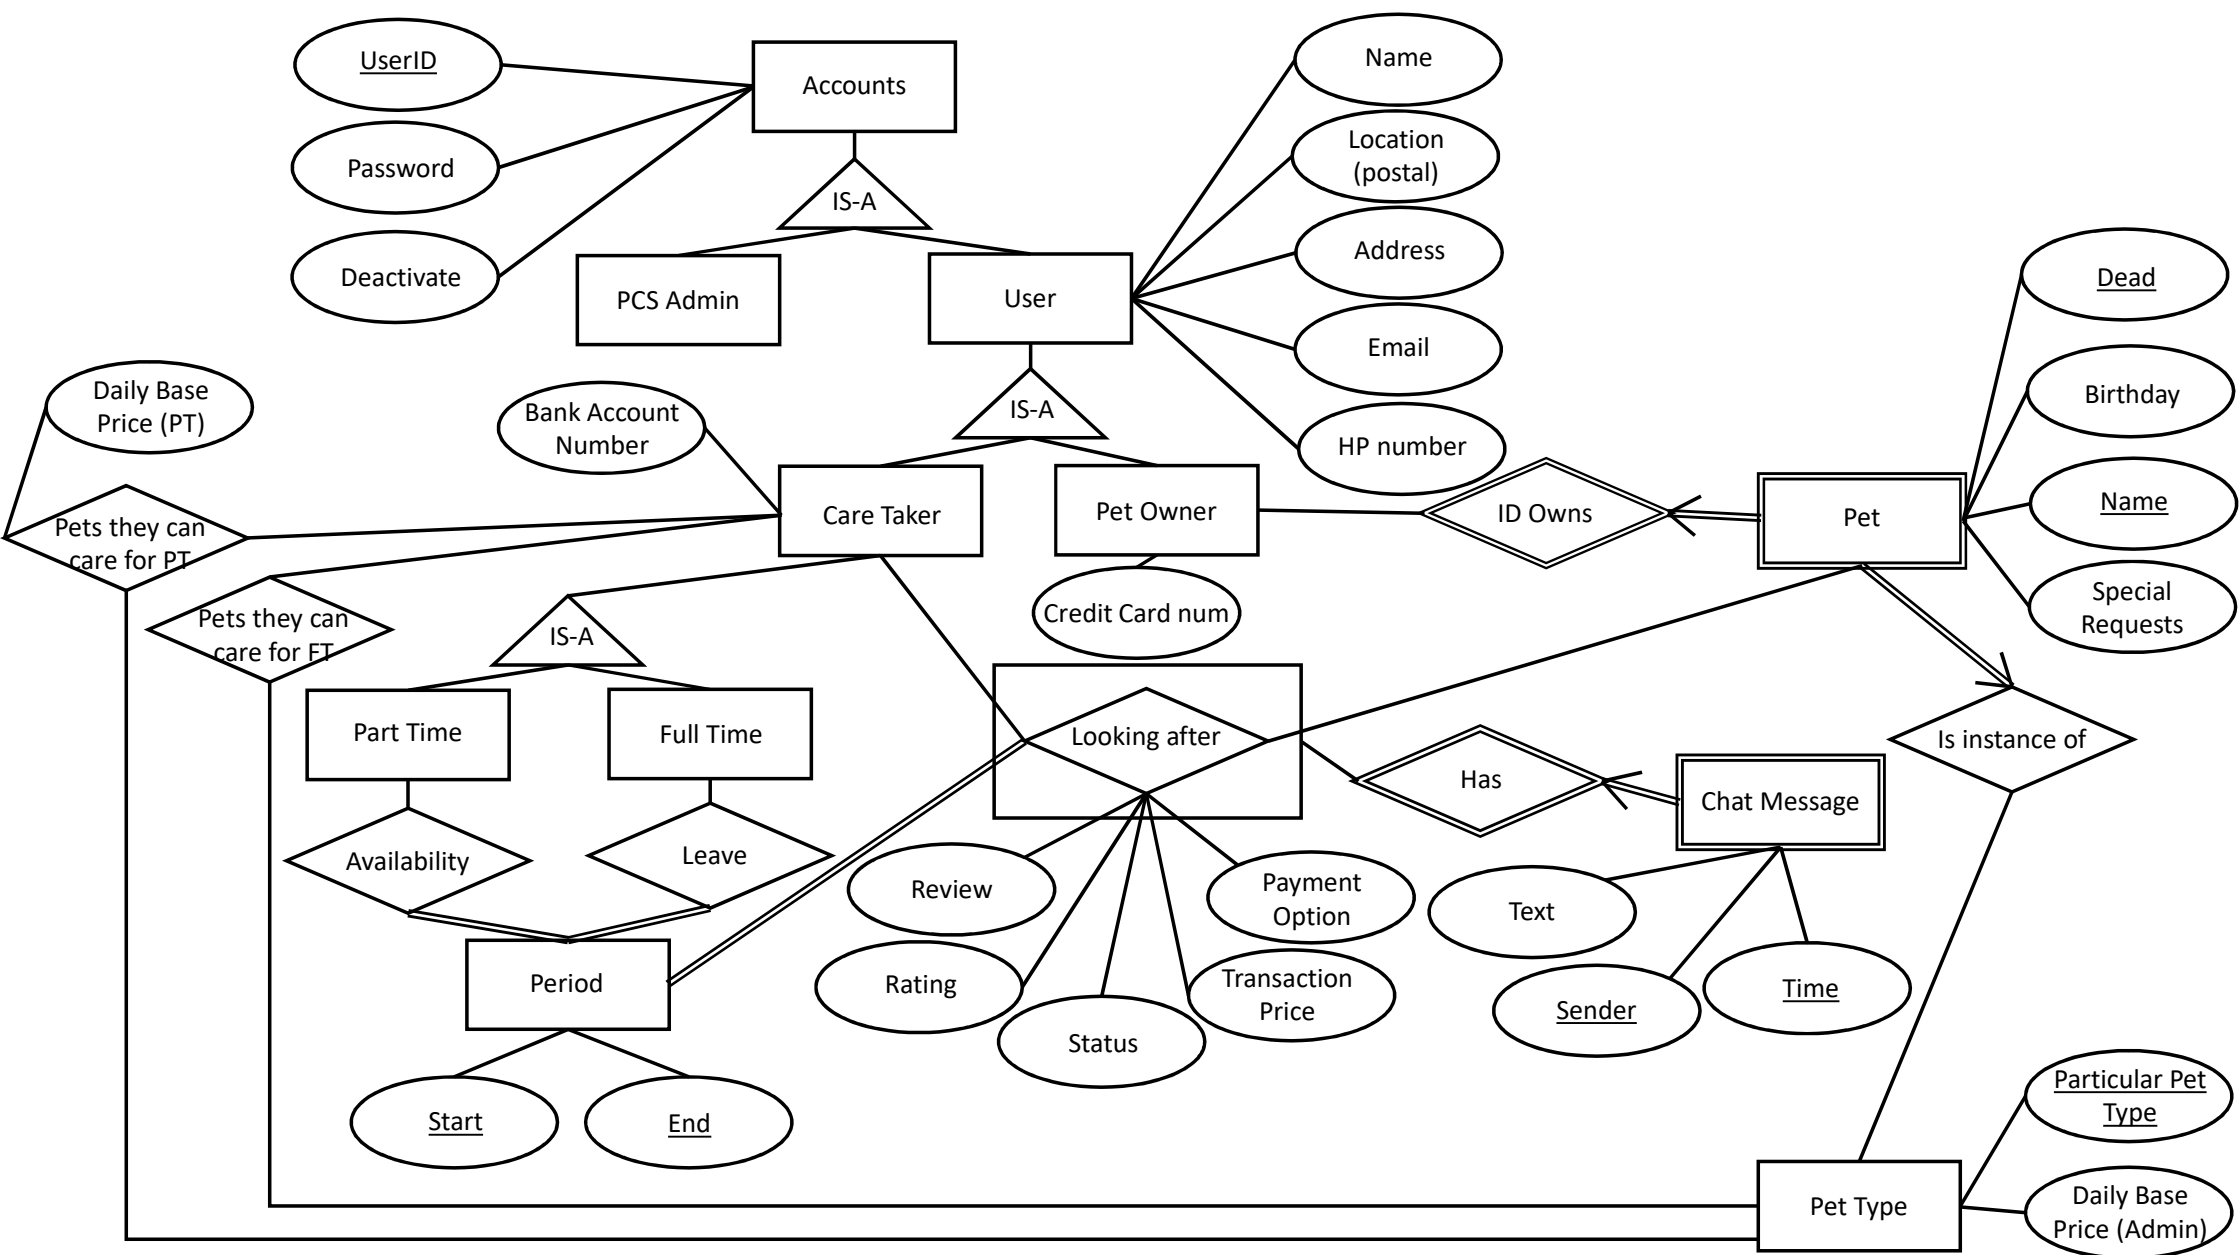 UserID
Accounts
Name
Password
Location
(postal)
IS-A
Deactivate
PCS Admin
User
Address
Email
HP number
Dead
Birthday
Name
Special
Requests
Daily Base
Price (PT)
Bank Account
Number
IS-A
Pets they can
care for PT
Care Taker
Pet Owner
ID Owns
Pet
Pets they can
care for FT
IS-A
Credit Card num
Part Time
Full Time
Looking after
Has
Chat Message
Is instance of
Availability
Leave
Review
Payment
Option
Text
Period
Rating
Status
Transaction
Price
Sender
Time
Start
End
Particular Pet
Type
Pet Type
Daily Base
Price (Admin)